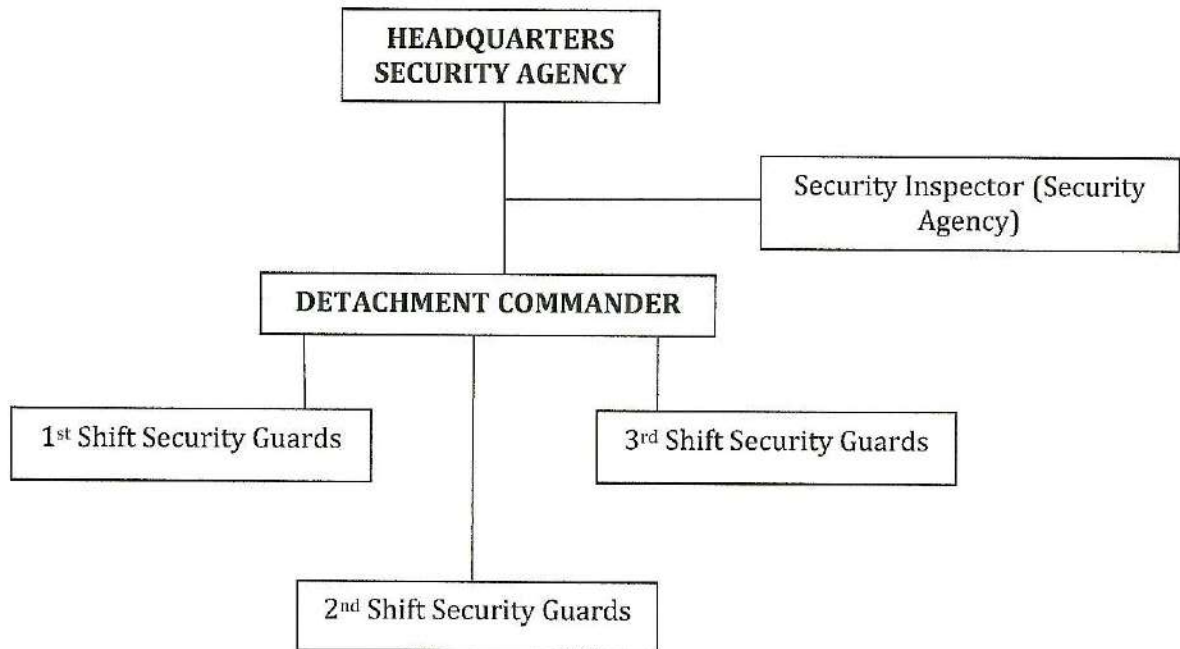 HEADQUARTERS
SECURITY AGENCY
Security Inspector (Security
Agency)
DETACHMENT COMMANDER
1st Shift Security Guards
3rd Shift Security Guards
2nd Shift Security Guards